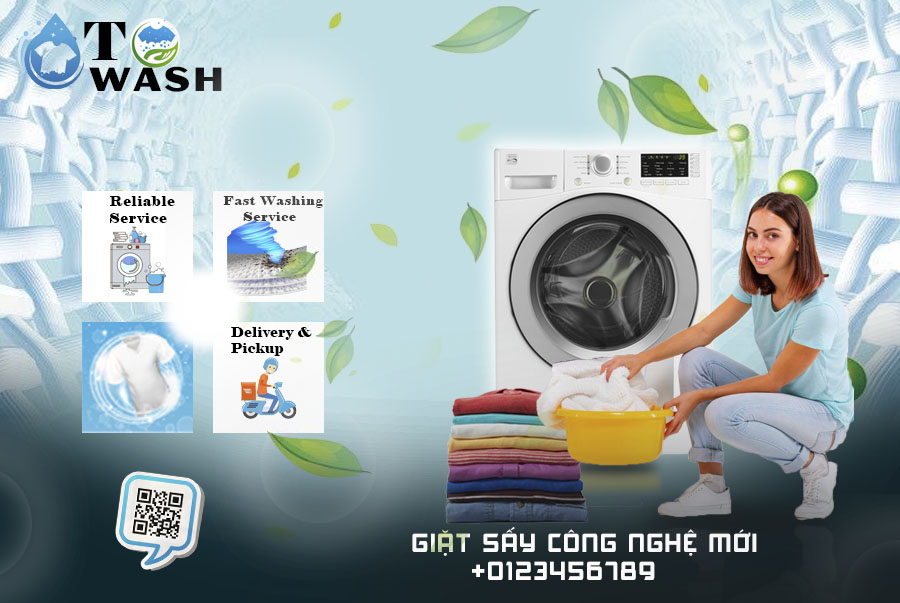 TO
WASH
Reliable
Service
Fast Washing
Service
Delivery &
Pickup
GIẶT SẤY CÔNG NGHỆ MỚI
+0123456789